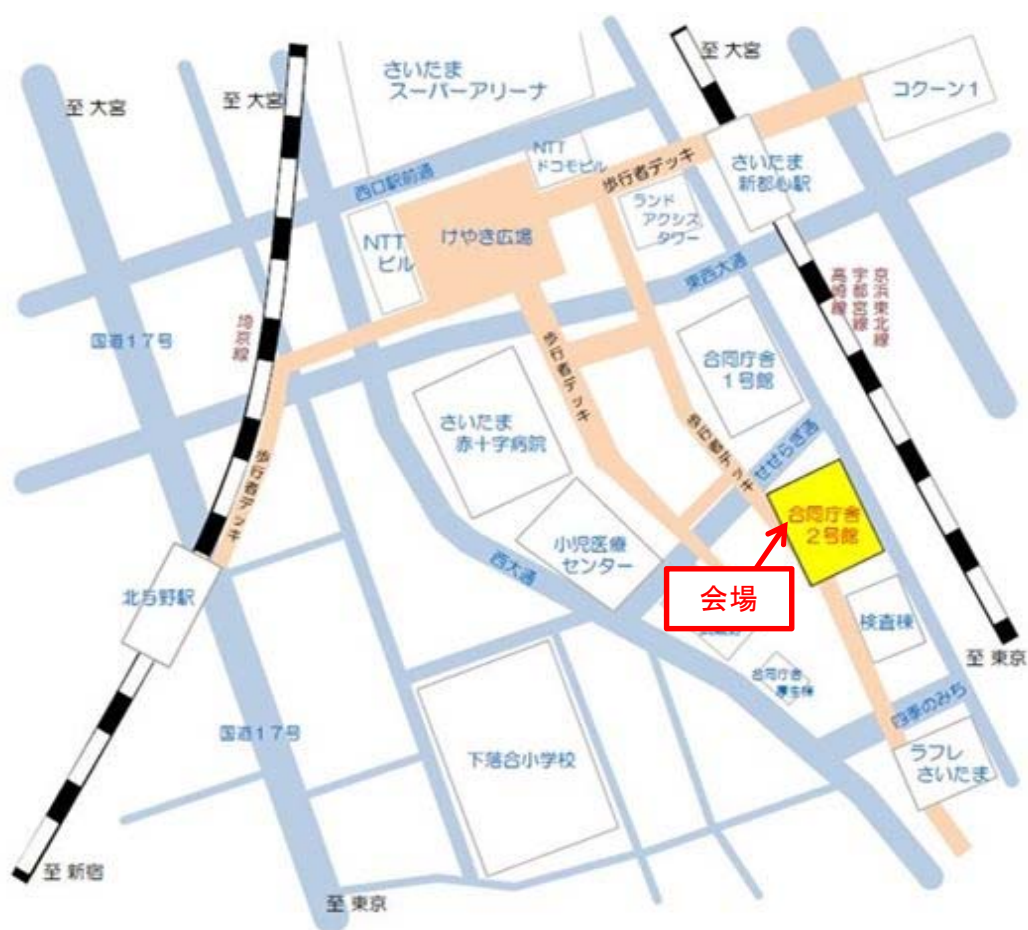 さいたま
スーパーアリーナ
至 大宮
コクーン1
至 大宮
至 大宮
NTT
ドコモビル
歩行者デッキ
さいたま
新都心駅
西口駅前通
ランド
アクシス
タワー
NTT
ビル
けやき広場
東西大通
京浜東北線
宇都宮線
高崎線
国道17号
埼京線
歩行者デッキ
合同庁舎
1号館
さいたま
赤十字病院
歩行者デッキ
せせらぎ通
歩行者デッキ
合同庁舎
2号館
小児医療
センター
西大通
北与野駅
会場
検査棟
至 東京
合同庁舎
厚生棟
四季のみち
国道17号
下落合小学校
ラフレ
さいたま
至 新宿
至 東京